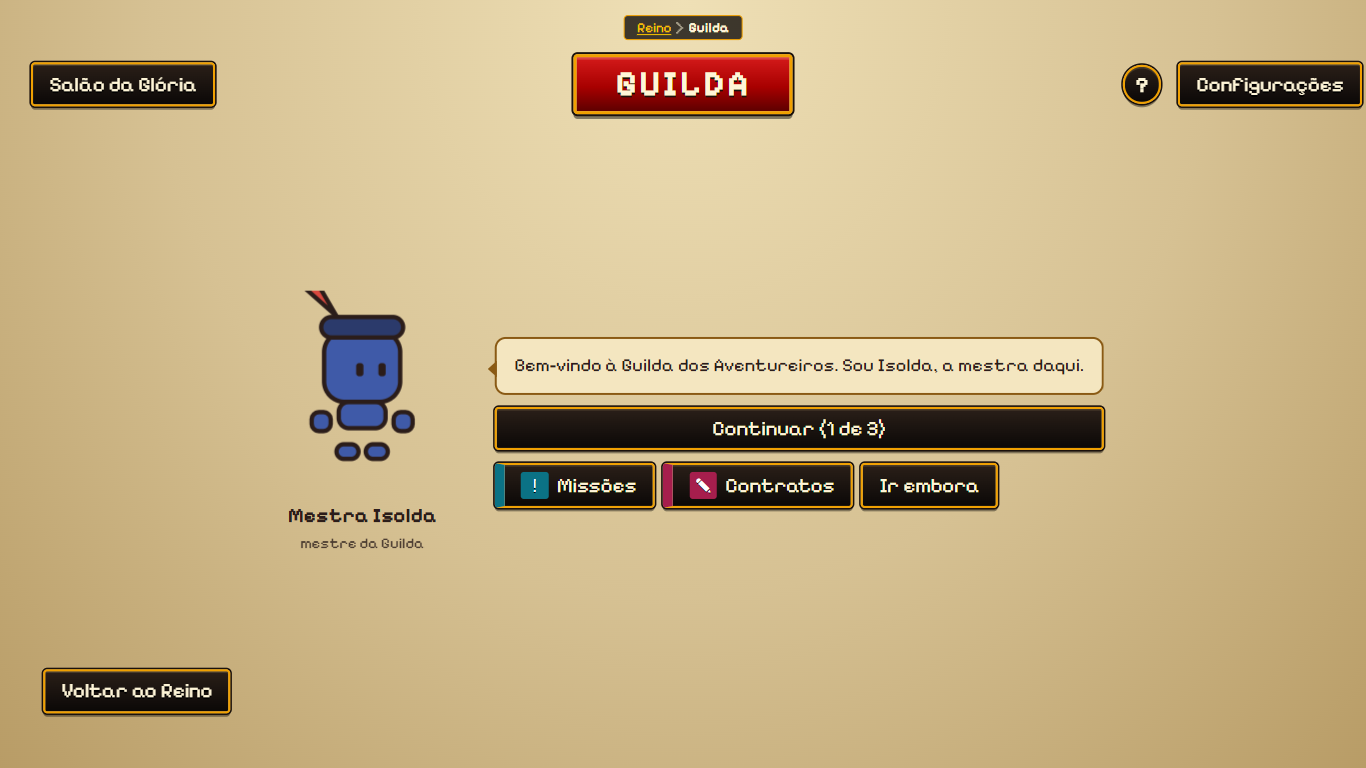 Reino > Guilda
Salão da Glória
GUILDA
?
Configurações
Bem-vindo à Guilda dos Aventureiros. Sou Isolda, a mestra daqui.
Continuar (1 de 3)
! Missões
Contratos
Ir embora
Mestra Isolda
mestre da Guilda
Voltar ao Reino